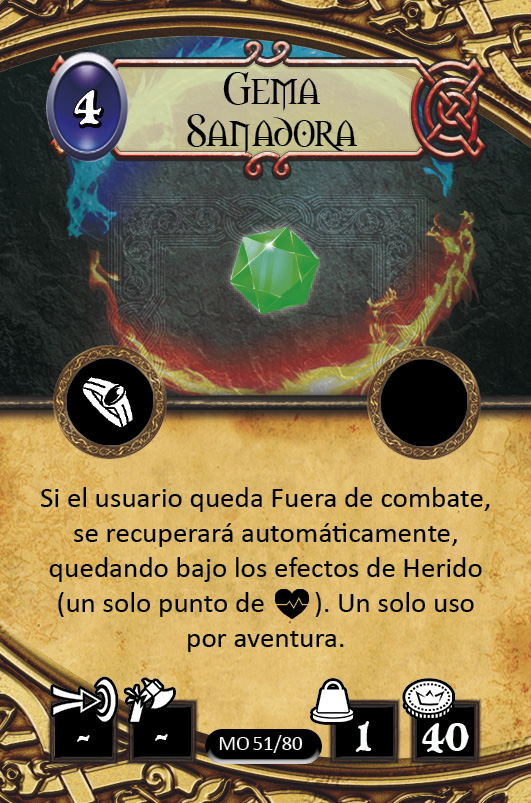 4
GEMA
SANADORA
Si el usuario queda Fuera de combate,
se recuperará automáticamente,
quedando bajo los efectos de Herido
(un solo punto de ). Un solo uso
por aventura.
~
~
MO 51/80
1
40